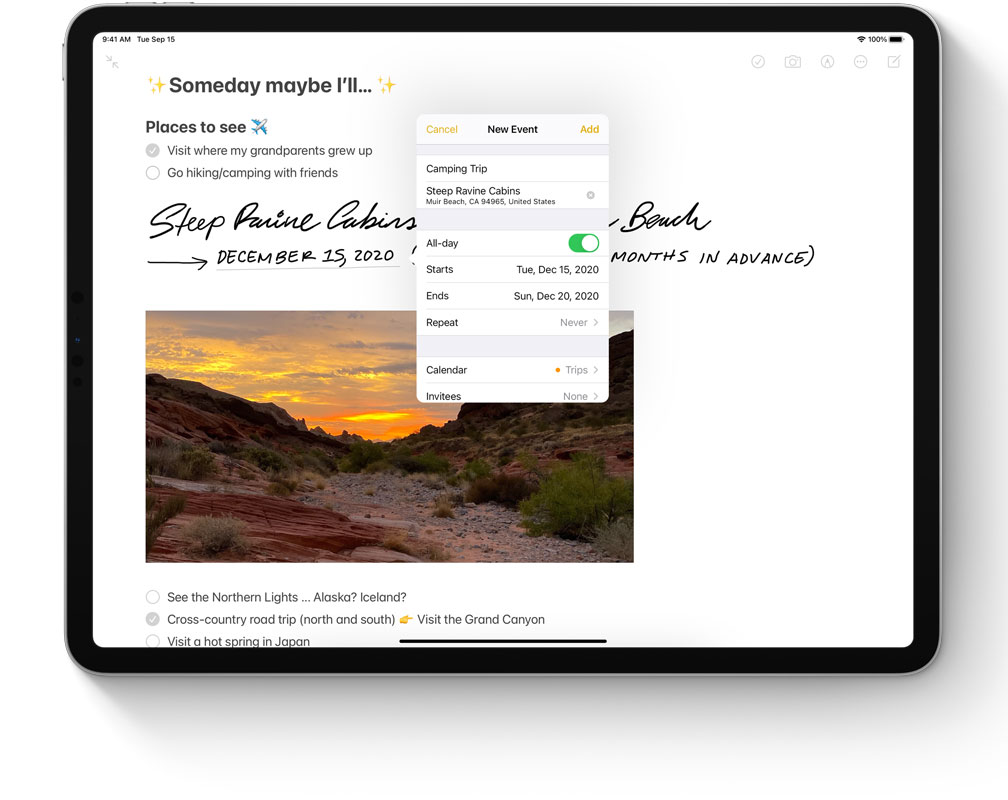 9:41 AM Tue Sep 15
100%
✨Someday maybe I'll... ✨
Places to see ✈️
Visit where my grandparents grew up
Go hiking/camping with friends
Steep Ravine Cabins Beach
DECEMBER 15, 2020 MONTHS IN ADVANCE)
Cancel New Event Add
Camping Trip
Steep Ravine Cabins
Muir Beach, CA 94965, United States
All-day
Starts Tue, Dec 15, 2020
Ends Sun, Dec 20, 2020
Repeat Never
Calendar Trips
Invitees None
See the Northern Lights ... Alaska? Iceland?
Cross-country road trip (north and south) 👉 Visit the Grand Canyon
Visit a hot spring in Japan